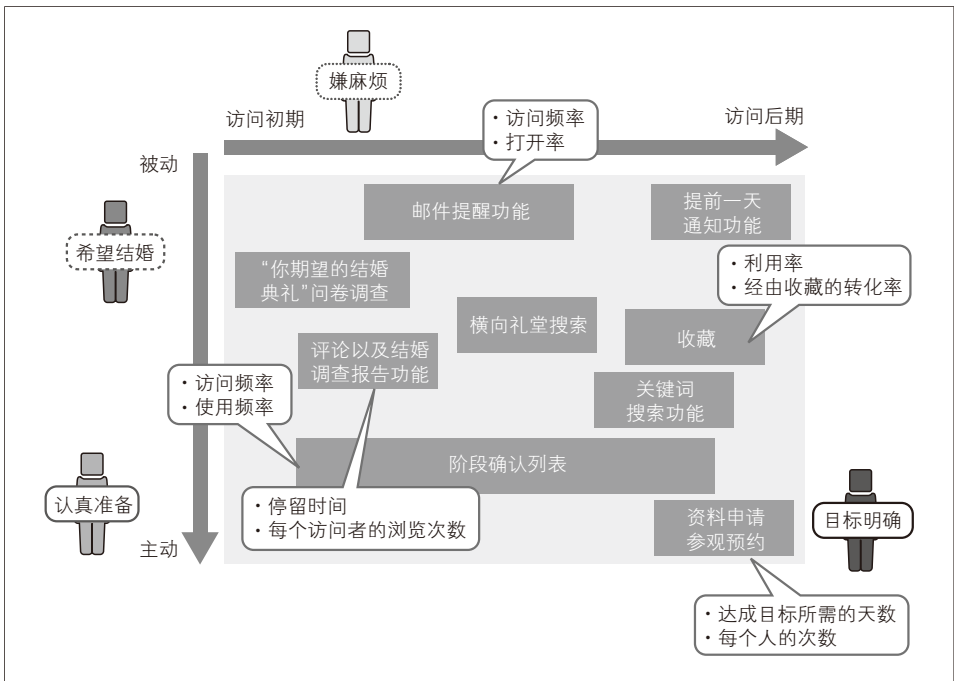 嫌麻烦
访问初期
访问后期
・访问频率
・打开率
被动
邮件提醒功能
提前一天
通知功能
希望结婚
“你期望的结婚
典礼”问卷调查
・利用率
・经由收藏的转化率
横向礼堂搜索
收藏
评论以及结婚
调查报告功能
・访问频率
・使用频率
关键词
搜索功能
阶段确认列表
认真准备
・停留时间
・每个访问者的浏览次数
资料申请
参观预约
目标明确
主动
・达成目标所需的天数
・每个人的次数